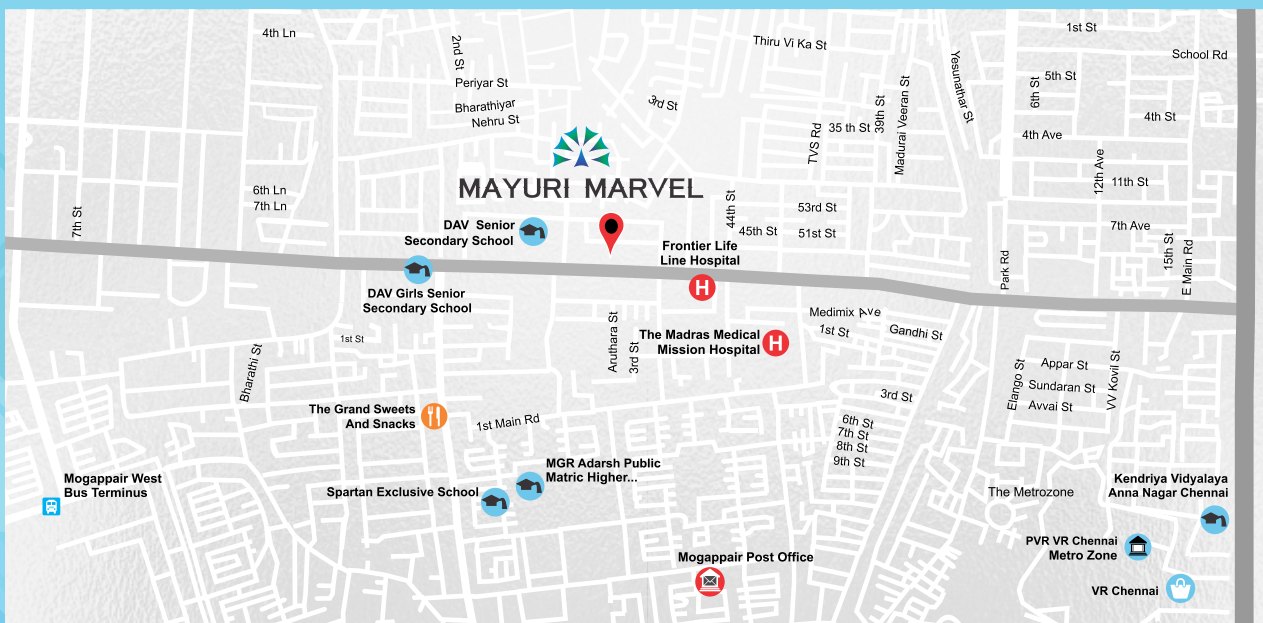 4th Ln
2nd St
Thiru Vi Ka St
1st St
School Rd
Yesunathar St
Periyar St
Bharathiyar
Nehru St
3rd St
5th St
6th St
4th St
39th St
Madurai Veeran St
35 th St
TVS Rd
4th Ave
MAYURI MARVEL
12th Ave
11th St
6th Ln
7th Ln
7th St
44th St
53rd St
45th St
51st St
7th Ave
DAV Senior
Secondary School
Frontier Life
Line Hospital
H
Park Rd
15th St
E Main Rd
DAV Girls Senior
Secondary School
Medimix Ave
1st St
Gandhi St
1st St
Aruthara St
3rd St
The Madras Medical
Mission Hospital
H
Bharathi St
Elango St
Appar St
Sundaran St
Avvai St
VV Kovil St
3rd St
The Grand Sweets
And Snacks
1st Main Rd
6th St
7th St
8th St
9th St
MGR Adarsh Public
Matric Higher...
Mogappair West
Bus Terminus
Spartan Exclusive School
The Metrozone
Kendriya Vidyalaya
Anna Nagar Chennai
PVR VR Chennai
Metro Zone
Mogappair Post Office
VR Chennai